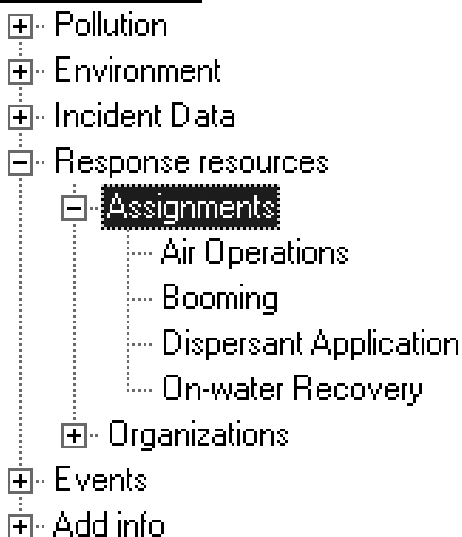 Pollution
Environment
Incident Data
Response resources
Assignments
Air Operations
Booming
Dispersant Application
On-water Recovery
Organizations
Events
Add info